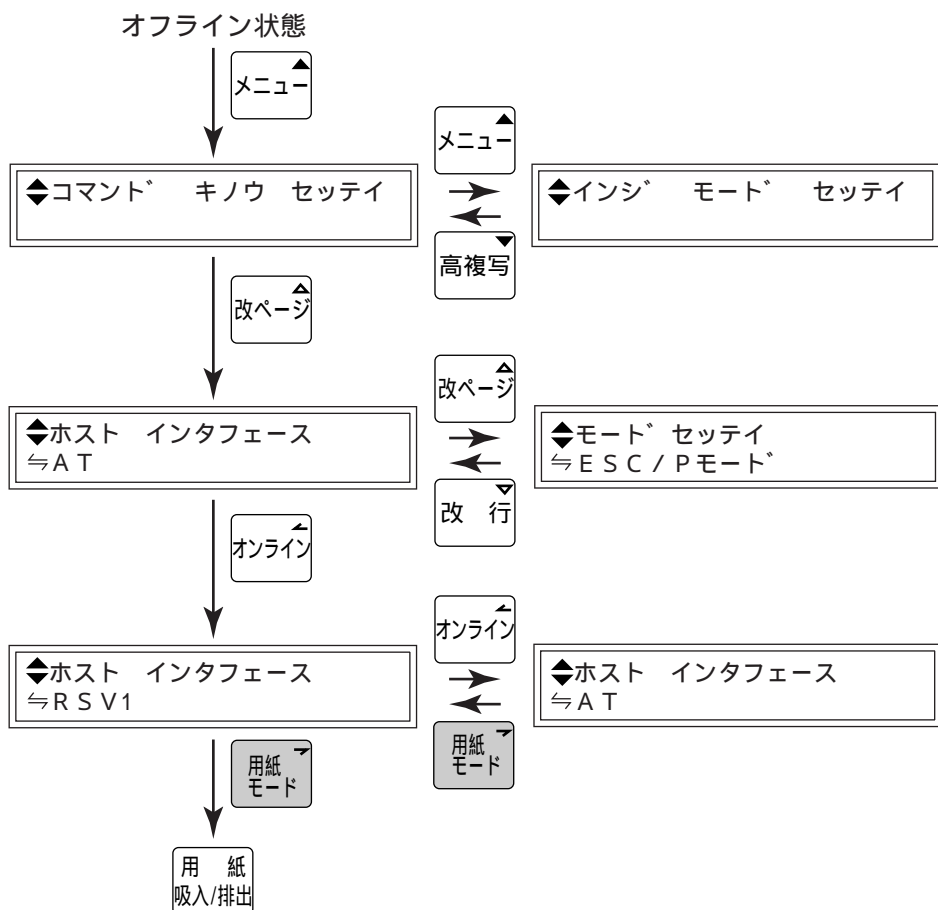 オフライン状態
メニュー
メニュー
コマンド゛ キノウ セッテイ
インシ゛ モート゛ セッテイ
高複写
改ページ
改ページ
ホスト インタフェース
⇋AT
モート゛ セッテイ
⇋ESC/Pモート゛
改 行
オンライン
オンライン
ホスト インタフェース
⇋RSV1
ホスト インタフェース
⇋AT
用紙
モード
用紙
モード
用 紙
吸入/排出